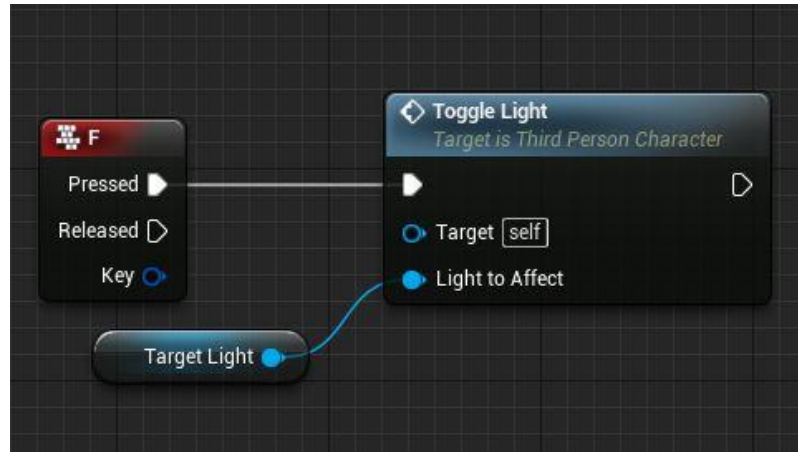 F
Pressed
Released
Key
Target Light
Toggle Light
Target is Third Person Character
Target self
Light to Affect